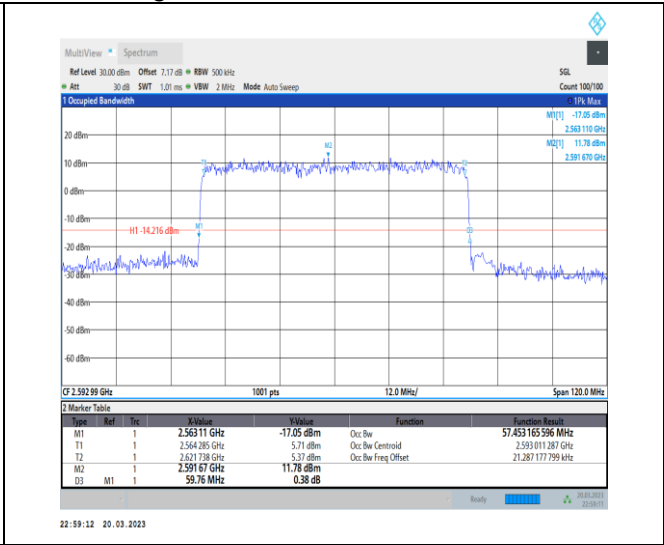 MultiView Spectrum
Ref Level 30.00 dBm Offset 7.17 dB RBW 500 kHz SGL
Att 30 dB SWT 1.01 ms VBW 2 MHz Mode Auto Sweep Count 100/100
1 Occupied Bandwidth 1Pk Max
M1[1] -17.05 dBm
2.563 110 GHz
M2[1] 11.78 dBm
2.591 670 GHz
20 dBm
M2
10 dBm
0 dBm
-10 dBm
H1 -14.216 dBm
M1
-20 dBm
-30 dBm
-40 dBm
-50 dBm
-60 dBm
CF 2.592 99 GHz 1001 pts 12.0 MHz/ Span 120.0 MHz
2 Marker Table
Type Ref Trc X-Value Y-Value Function Function Result
M1 1 2.563 11 GHz -17.05 dBm Occ Bw 57.453 165 596 MHz
T1 1 2.564 285 GHz 5.71 dBm Occ Bw Centroid 2.593 011 287 GHz
T2 1 2.621 738 GHz 5.37 dBm Occ Bw Freq Offset 21.287 177 799 kHz
M2 1 2.591 67 GHz 11.78 dBm
D3 M1 1 59.76 MHz 0.38 dB
Ready 20.03.2023
22:59:11
22:59:12 20.03.2023